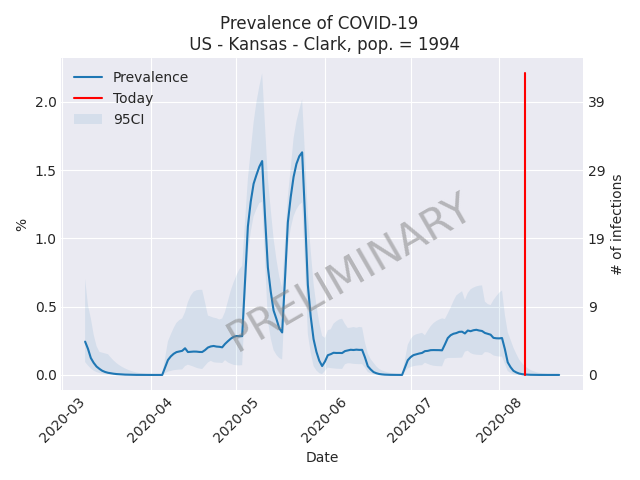 Prevalence of COVID-19
US - Kansas - Clark, pop. = 1994
Prevalence
Today
95CI
2.0
1.5
1.0
0.5
0.0
%
39
29
19
9
0
# of infections
PRELIMINARY
2020-03
2020-04
2020-05
2020-06
2020-07
2020-08
Date